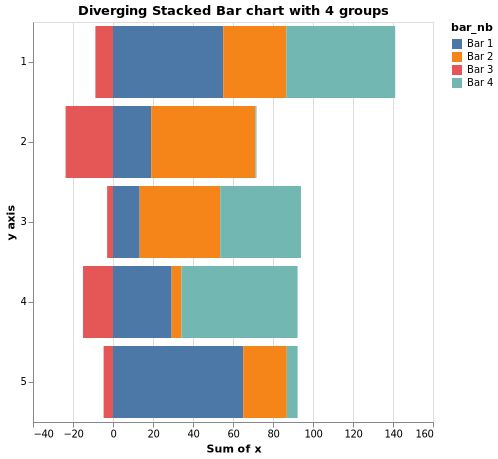 Diverging Stacked Bar chart with 4 groups
bar_nb
Bar 1
Bar 2
Bar 3
Bar 4
y axis
1
2
3
4
5
−40 −20 0 20 40 60 80 100 120 140 160
Sum of x